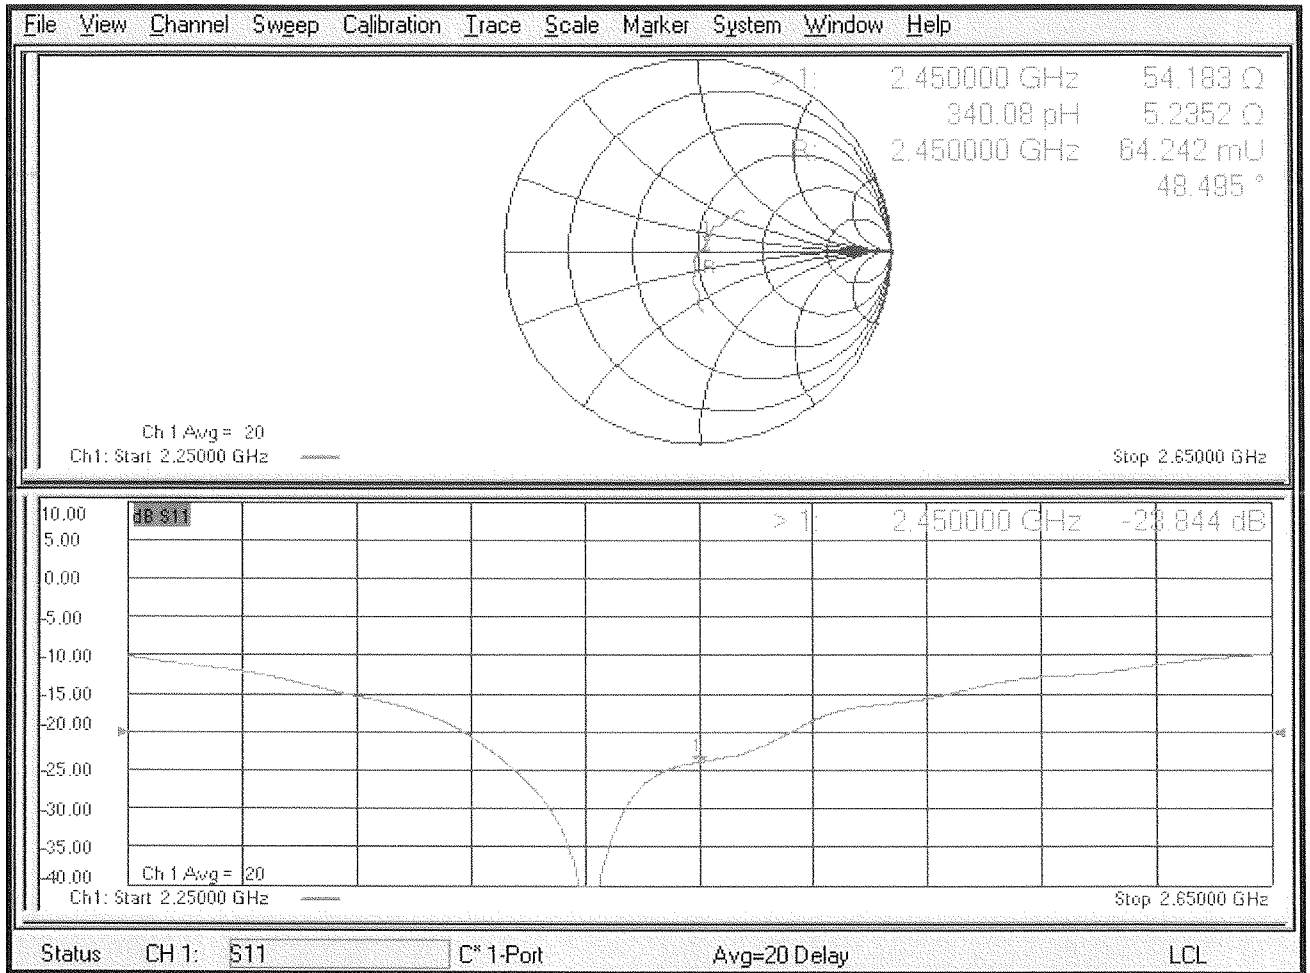 File View Channel Sweep Calibration Trace Scale Marker System Window Help
> 1: 2.450000 GHz 54.183 Ω
340.08 pH 5.2352 Ω
R: 2.450000 GHz 64.242 mU
48.495 °
1
R
Ch 1 Avg = 20
Ch1: Start 2.25000 GHz
Stop 2.65000 GHz
10.00
dB S11
> 1: 2.450000 GHz -23.844 dB
5.00
0.00
-5.00
-10.00
-15.00
-20.00
1
-25.00
-30.00
-35.00
-40.00
Ch 1 Avg = 20
Ch1: Start 2.25000 GHz
Stop 2.65000 GHz
Status CH 1: S11 C* 1-Port Avg=20 Delay LCL